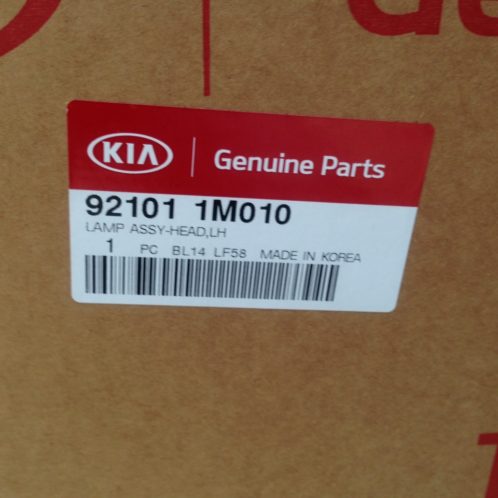 KIA | Genuine Parts
92101 1M010
LAMP ASSY-HEAD,LH
1 PC BL14 LF58 MADE IN KOREA